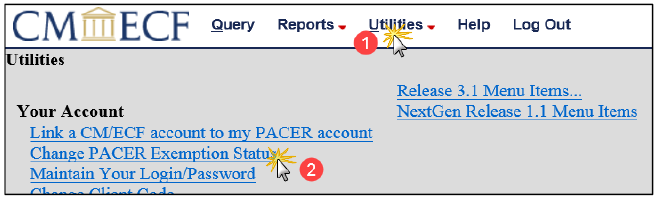 CM ECF Query Reports Utilities Help Log Out
1
Utilities
Release 3.1 Menu Items...
NextGen Release 1.1 Menu Items
Your Account
Link a CM/ECF account to my PACER account
Change PACER Exemption Status
2
Maintain Your Login/Password
Change Client Code